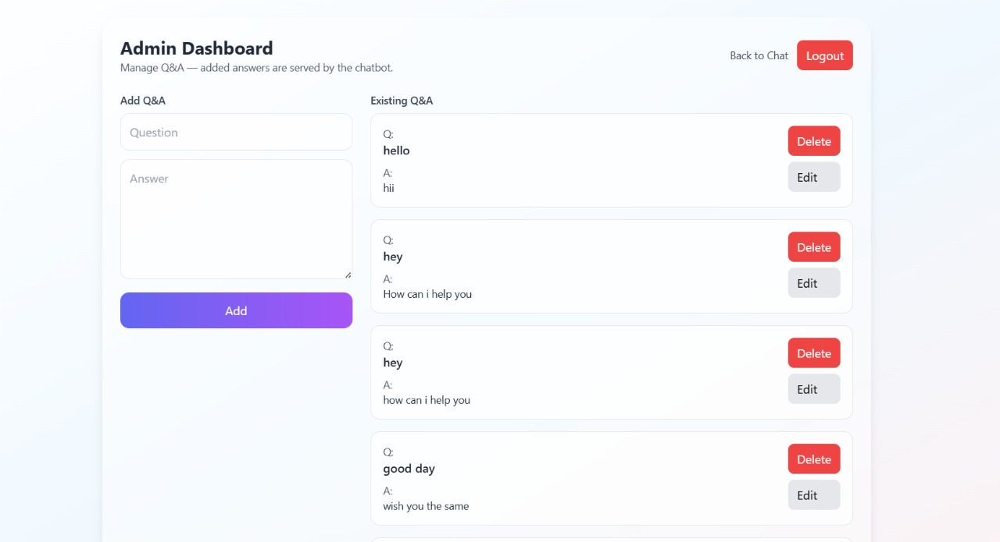 Admin Dashboard
Manage Q&A — added answers are served by the chatbot.
Back to Chat
Logout
Add Q&A
Question
Answer
Add
Existing Q&A
Q:
hello
A:
hii
Delete
Edit
Q:
hey
A:
How can i help you
Delete
Edit
Q:
hey
A:
how can i help you
Delete
Edit
Q:
good day
A:
wish you the same
Delete
Edit